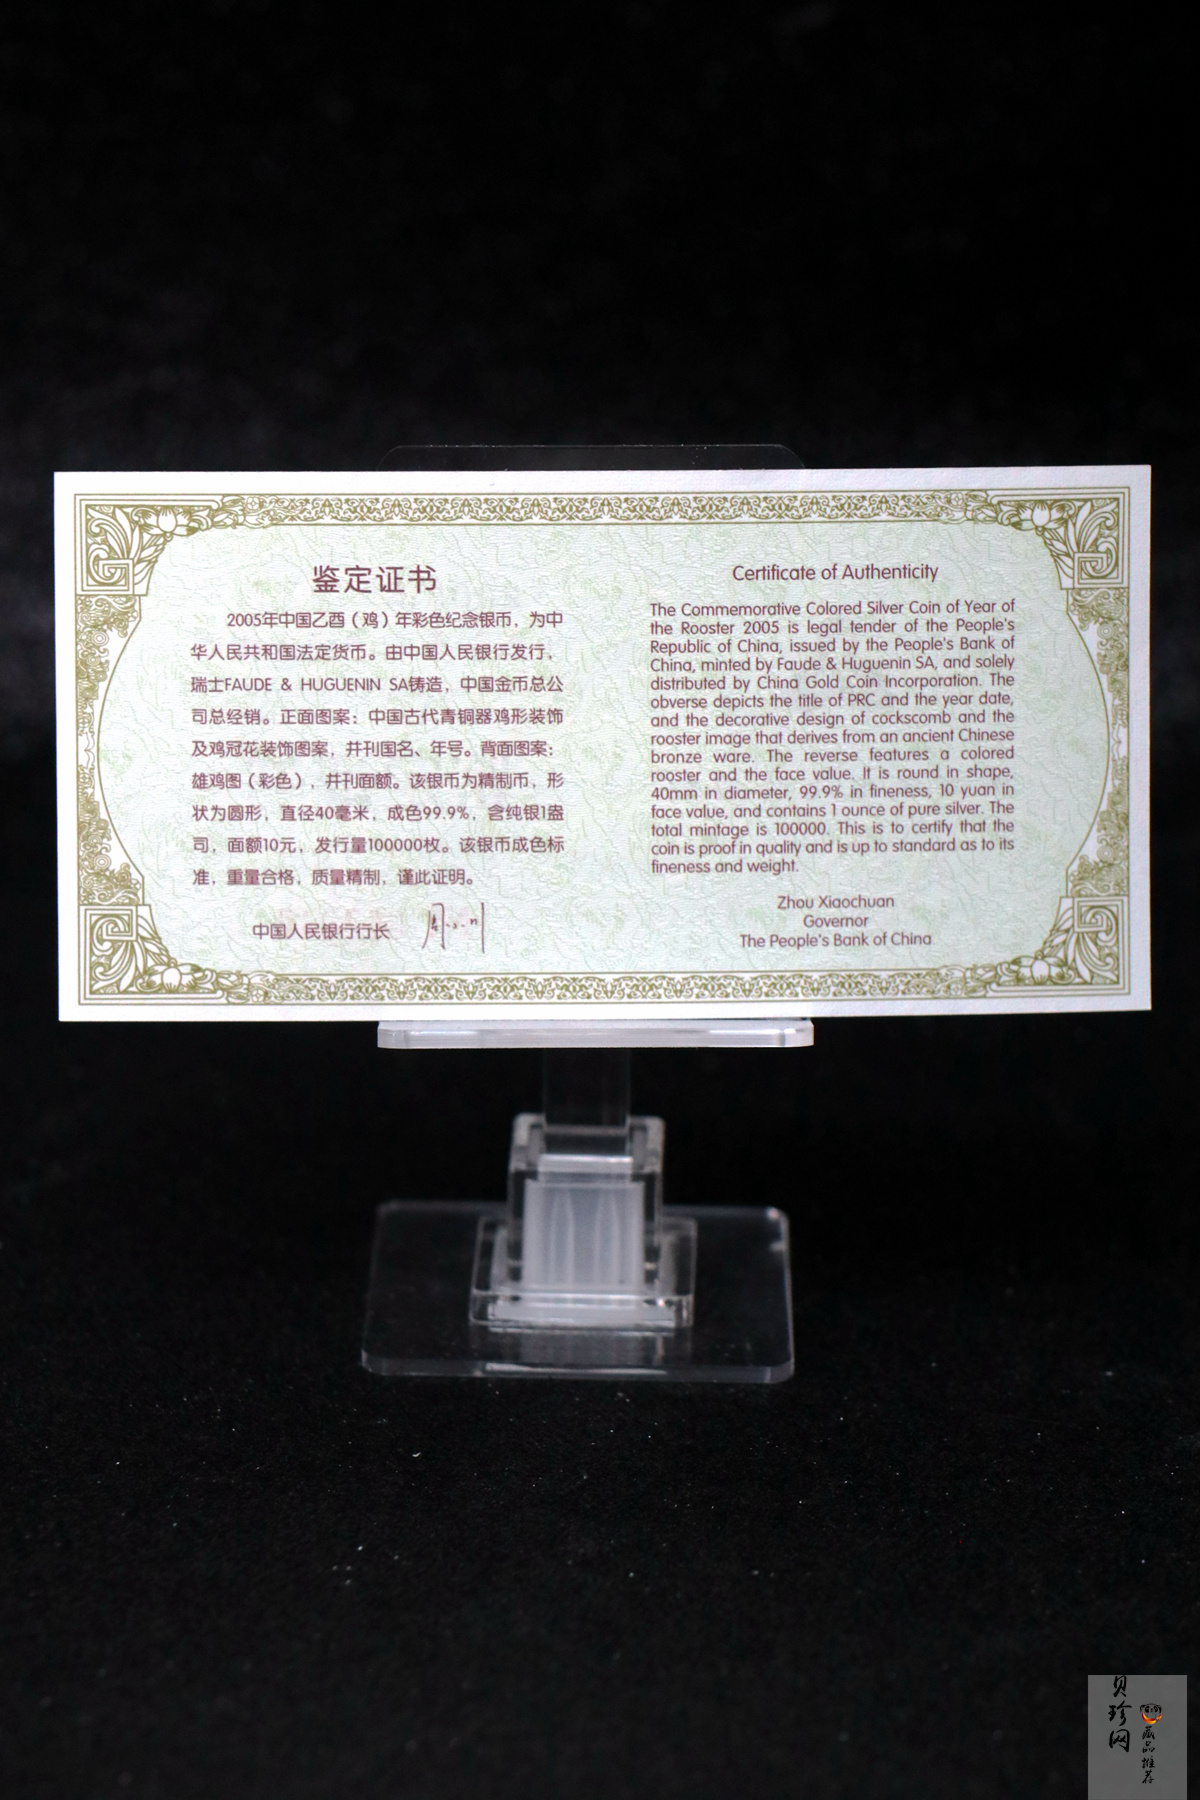 鉴定证书
2005年中国乙酉（鸡）年彩色纪念银币，为中
华人民共和国法定货币。由中国人民银行发行，
瑞士FAUDE & HUGUENIN SA铸造，中国金币总公
司总经销。正面图案：中国古代青铜器鸡形装饰
及鸡冠花装饰图案，并刊国名、年号。背面图案：
雄鸡图（彩色），并刊面额。该银币为精制币，形
状为圆形，直径40毫米，成色99.9%，含纯银1盎
司，面额10元，发行量100000枚。该银币成色标
准，重量合格，质量精制，谨此证明。
中国人民银行行长
Certificate of Authenticity
The Commemorative Colored Silver Coin of Year of
the Rooster 2005 is legal tender of the People's
Republic of China, issued by the People's Bank of
China, minted by Faude & Huguenin SA, and solely
distributed by China Gold Coin Incorporation. The
obverse depicts the title of PRC and the year date,
and the decorative design of cockscomb and the
rooster image that derives from an ancient Chinese
bronze ware. The reverse features a colored
rooster and the face value. It is round in shape,
40mm in diameter, 99.9% in fineness, 10 yuan in
face value, and contains 1 ounce of pure silver. The
total mintage is 100000. This is to certify that the
coin is proof in quality and is up to standard as to its
fineness and weight.
Zhou Xiaochuan
Governor
The People's Bank of China
贝珍网
藏品推荐